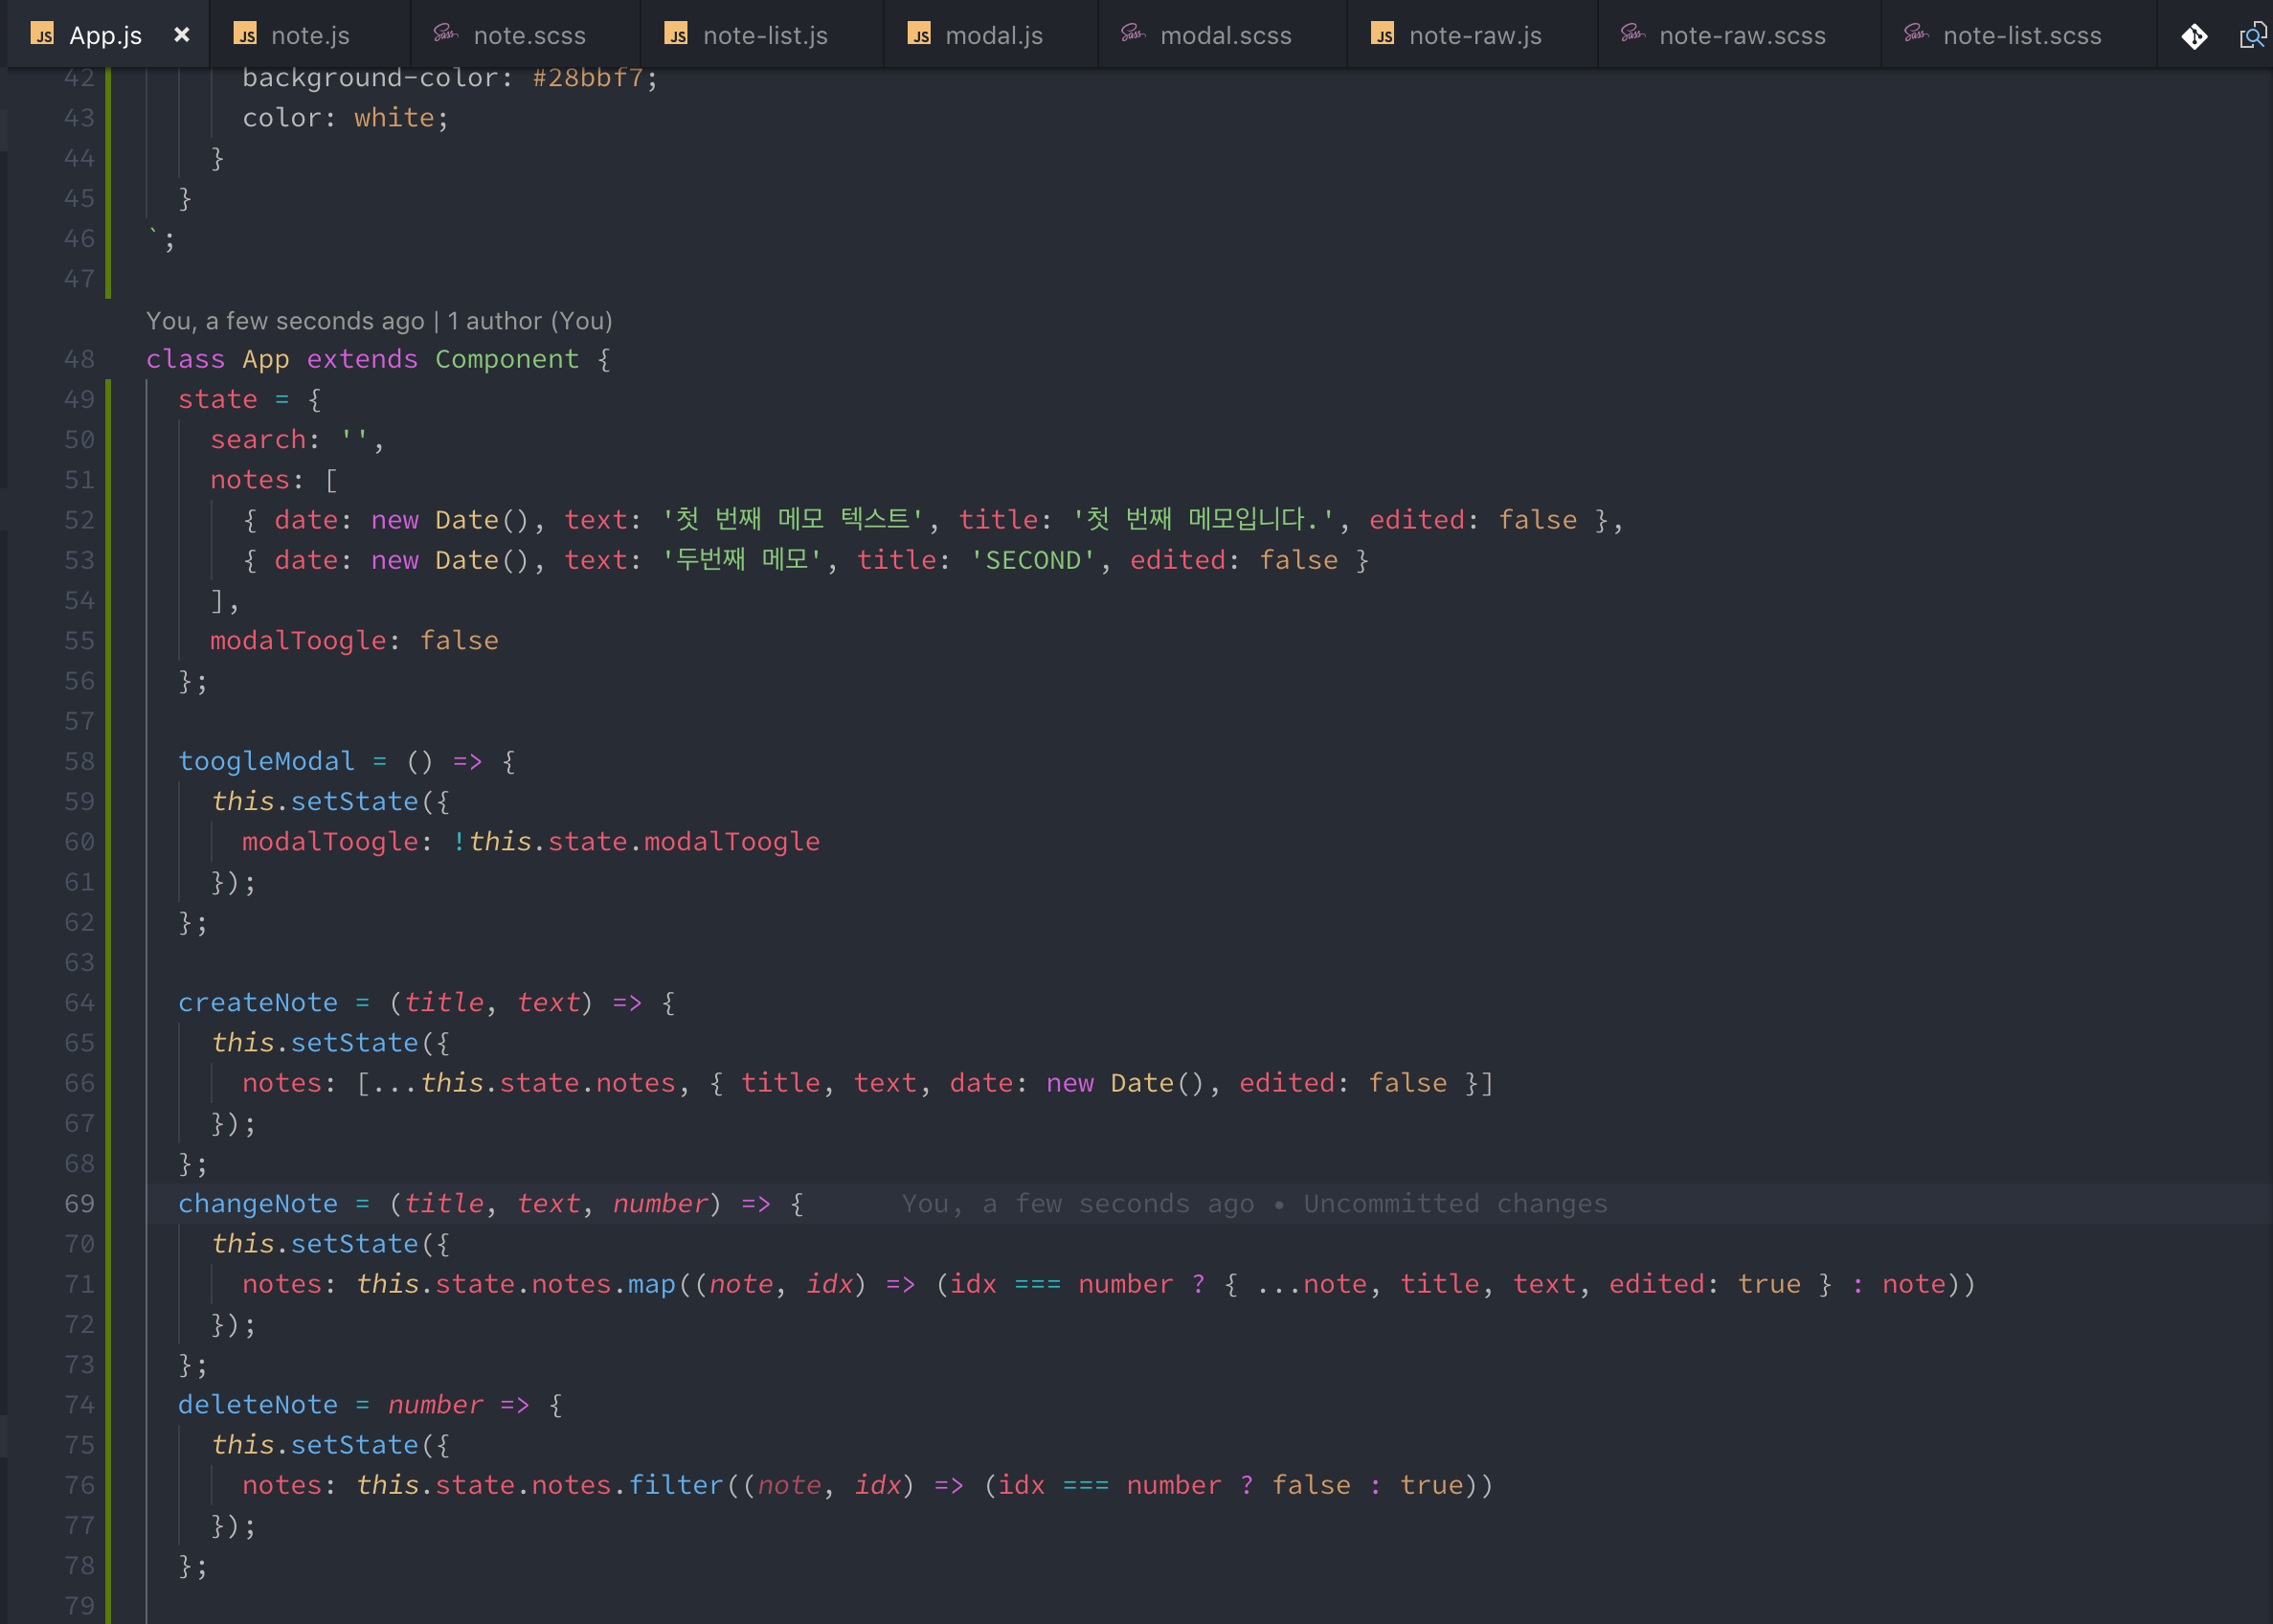 App.js × note.js note.scss note-list.js modal.js modal.scss note-raw.js note-raw.scss note-list.scss
42 background-color: #28bbf7;
43 color: white;
44 }
45 }
46 `;
47
You, a few seconds ago | 1 author (You)
48 class App extends Component {
49 state = {
50 search: '',
51 notes: [
52 { date: new Date(), text: '첫 번째 메모 텍스트', title: '첫 번째 메모입니다.', edited: false },
53 { date: new Date(), text: '두번째 메모', title: 'SECOND', edited: false }
54 ],
55 modalToogle: false
56 };
57
58 toogleModal = () => {
59 this.setState({
60 modalToogle: !this.state.modalToogle
61 });
62 };
63
64 createNote = (title, text) => {
65 this.setState({
66 notes: [...this.state.notes, { title, text, date: new Date(), edited: false }]
67 });
68 };
69 changeNote = (title, text, number) => { You, a few seconds ago • Uncommitted changes
70 this.setState({
71 notes: this.state.notes.map((note, idx) => (idx === number ? { ...note, title, text, edited: true } : note))
72 });
73 };
74 deleteNote = number => {
75 this.setState({
76 notes: this.state.notes.filter((note, idx) => (idx === number ? false : true))
77 });
78 };
79